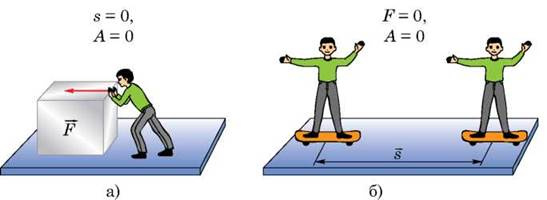 s = 0,
A = 0
F⃗
а)
F = 0,
A = 0
s⃗
б)